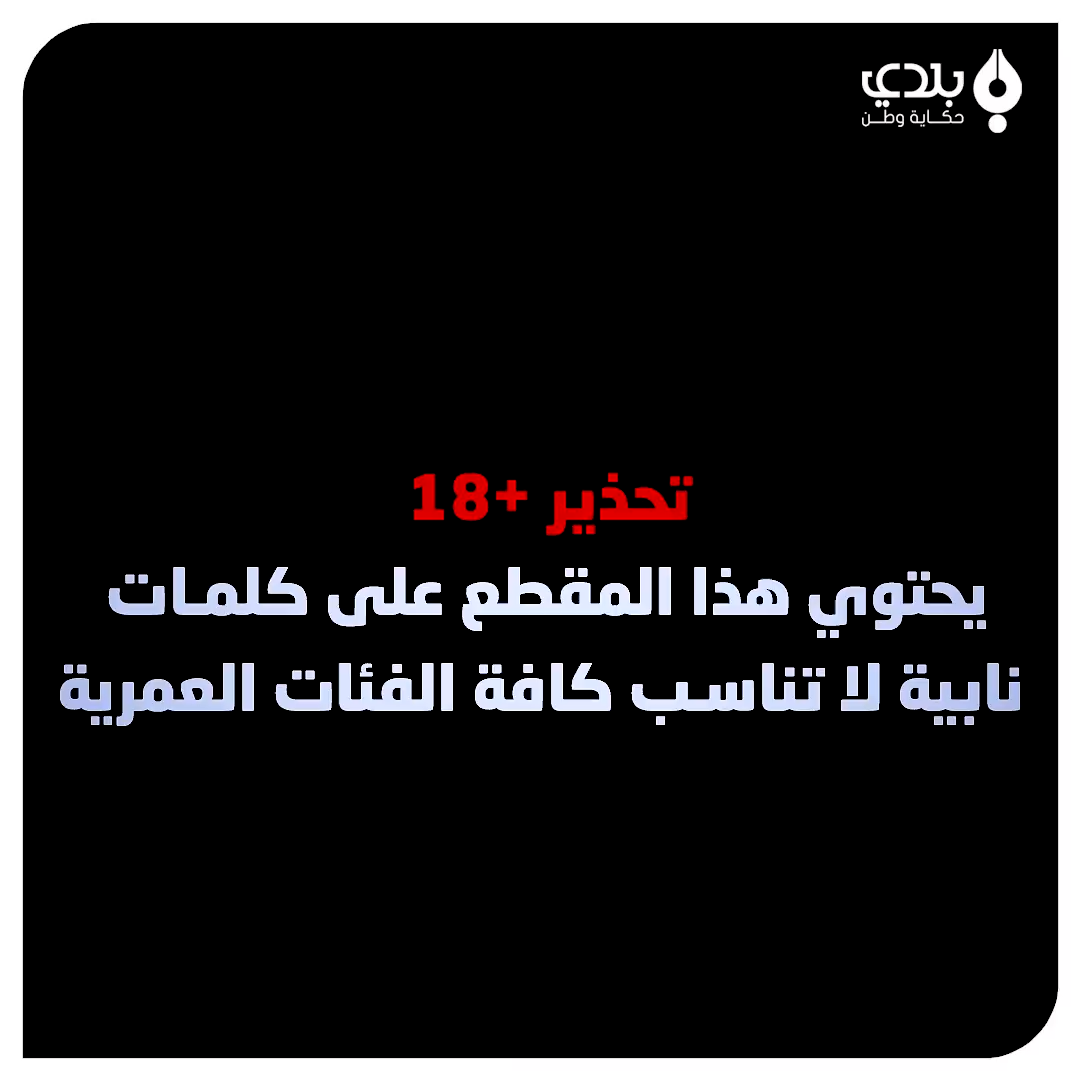 بلدي
حكاية وطن
تحذير +18
يحتوي هذا المقطع على كلمات
نابية لا تناسب كافة الفئات العمرية